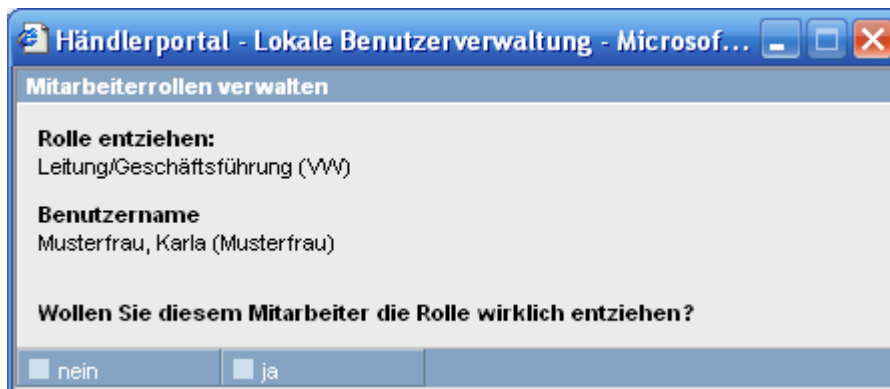 Händlerportal - Lokale Benutzerverwaltung - Microsof...
Mitarbeiterrollen verwalten
Rolle entziehen:
Leitung/Geschäftsführung (VW)
Benutzername
Musterfrau, Karla (Musterfrau)
Wollen Sie diesem Mitarbeiter die Rolle wirklich entziehen?
nein ja